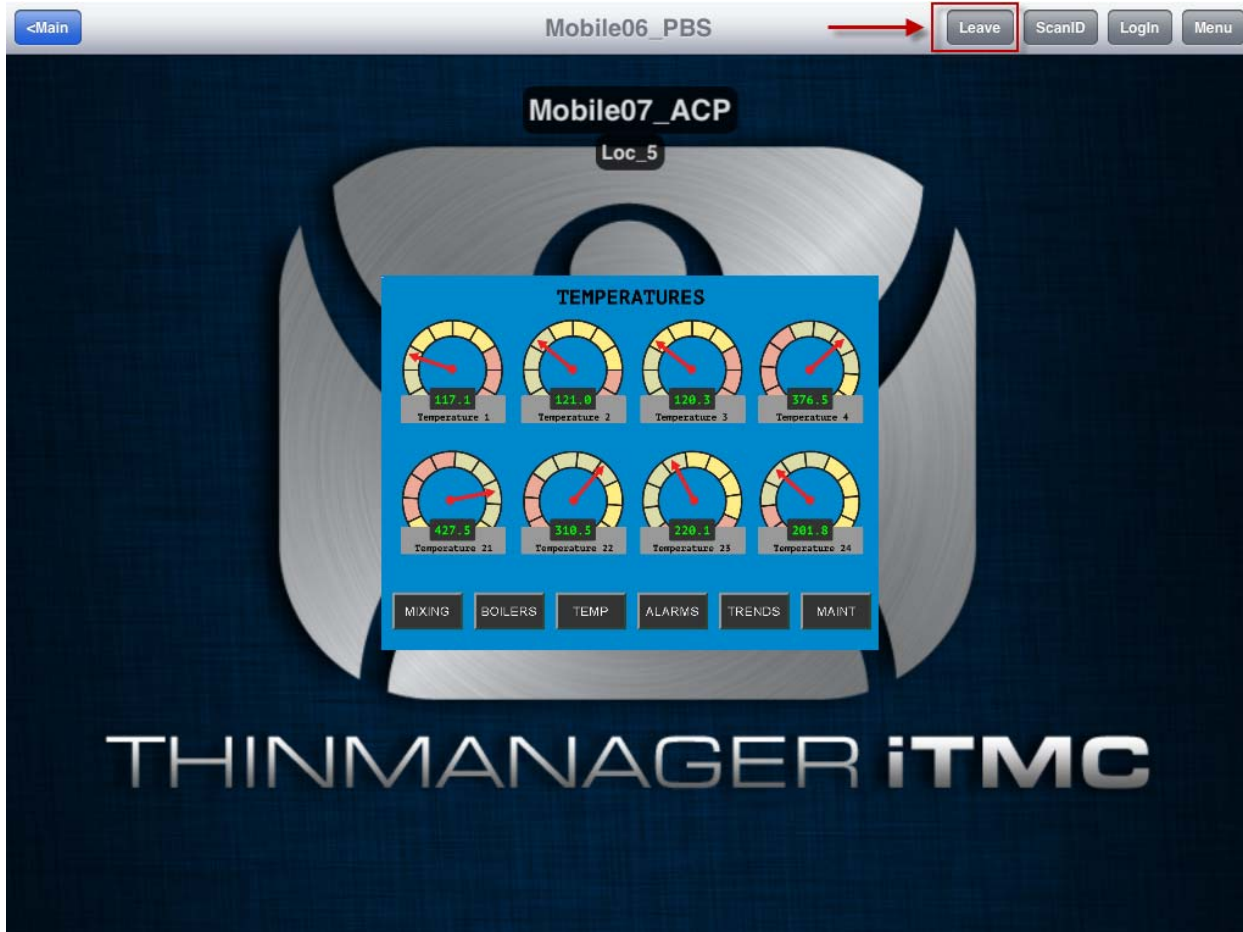 <Main
Mobile06_PBS
Leave
ScanID
LogIn
Menu
Mobile07_ACP
Loc_5
TEMPERATURES
117.1
121.0
120.3
376.5
Temperature 1
Temperature 2
Temperature 3
Temperature 4
427.5
310.5
220.1
201.8
Temperature 21
Temperature 22
Temperature 23
Temperature 24
MIXING
BOILERS
TEMP
ALARMS
TRENDS
MAINT
THINMANAGER iTMC